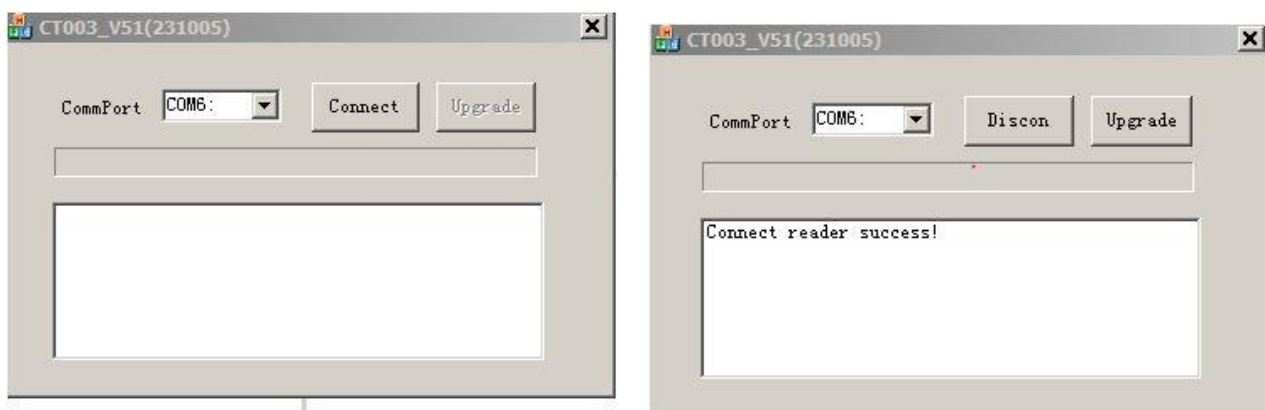 CT003_V51(231005)
CommPort COM6: Connect Upgrade
CT003_V51(231005)
CommPort COM6: Discon Upgrade
Connect reader success!